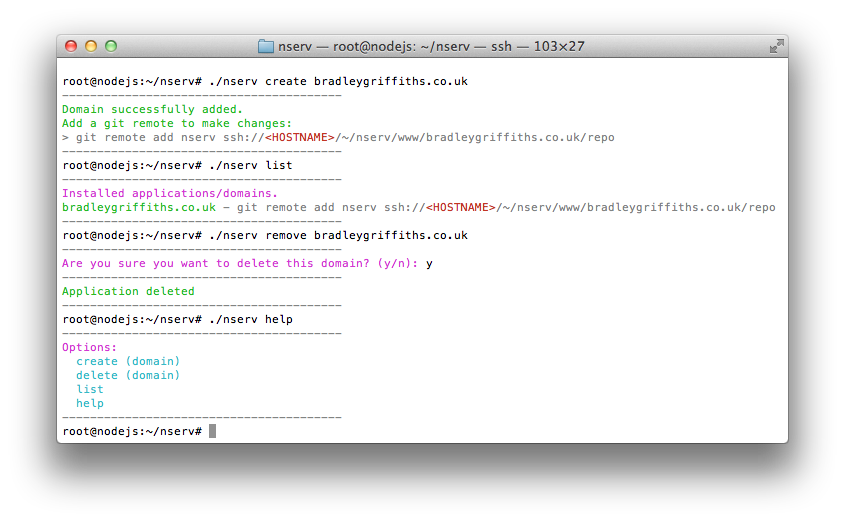 nserv — root@nodejs: ~/nserv — ssh — 103×27
root@nodejs:~/nserv# ./nserv create bradleygriffiths.co.uk
----------------------------------------
Domain successfully added.
Add a git remote to make changes:
> git remote add nserv ssh://<HOSTNAME>/~/nserv/www/bradleygriffiths.co.uk/repo
----------------------------------------
root@nodejs:~/nserv# ./nserv list
----------------------------------------
Installed applications/domains.
bradleygriffiths.co.uk - git remote add nserv ssh://<HOSTNAME>/~/nserv/www/bradleygriffiths.co.uk/repo
----------------------------------------
root@nodejs:~/nserv# ./nserv remove bradleygriffiths.co.uk
----------------------------------------
Are you sure you want to delete this domain? (y/n): y
----------------------------------------
Application deleted
----------------------------------------
root@nodejs:~/nserv# ./nserv help
----------------------------------------
Options:
  create (domain)
  delete (domain)
  list
  help
----------------------------------------
root@nodejs:~/nserv#